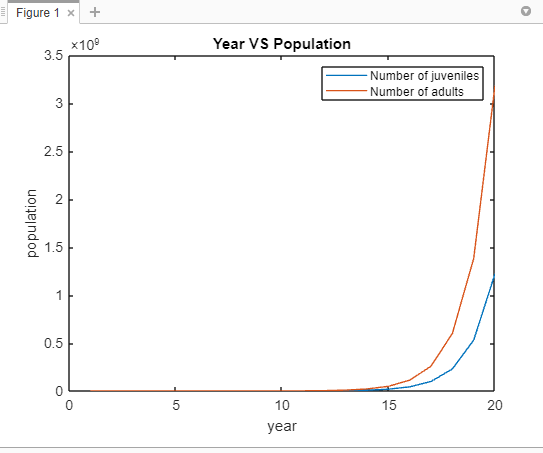 Figure 1 × +
×10⁹
Year VS Population
Number of juveniles
Number of adults
3.5
3
2.5
2
1.5
1
0.5
0
population
0 5 10 15 20
year